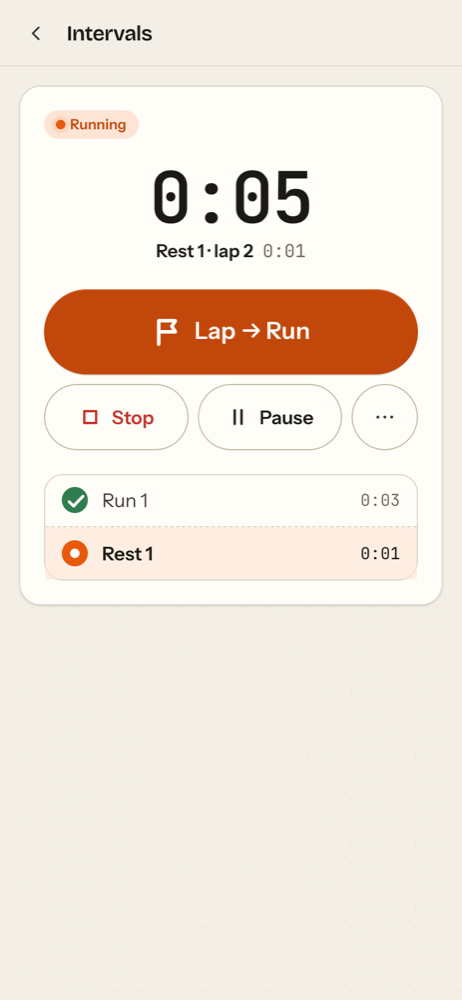 Intervals
Running
0:05
Rest 1 · lap 2 0:01
Lap → Run
Stop
Pause
...
Run 1 0:03
Rest 1 0:01